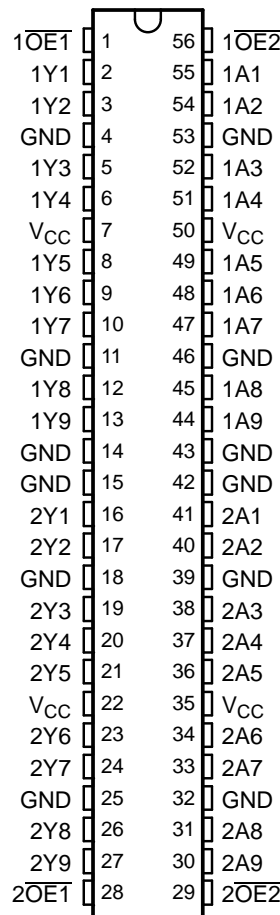 1OE1 1 56 1OE2
1Y1 2 55 1A1
1Y2 3 54 1A2
GND 4 53 GND
1Y3 5 52 1A3
1Y4 6 51 1A4
VCC 7 50 VCC
1Y5 8 49 1A5
1Y6 9 48 1A6
1Y7 10 47 1A7
GND 11 46 GND
1Y8 12 45 1A8
1Y9 13 44 1A9
GND 14 43 GND
GND 15 42 GND
2Y1 16 41 2A1
2Y2 17 40 2A2
GND 18 39 GND
2Y3 19 38 2A3
2Y4 20 37 2A4
2Y5 21 36 2A5
VCC 22 35 VCC
2Y6 23 34 2A6
2Y7 24 33 2A7
GND 25 32 GND
2Y8 26 31 2A8
2Y9 27 30 2A9
2OE1 28 29 2OE2